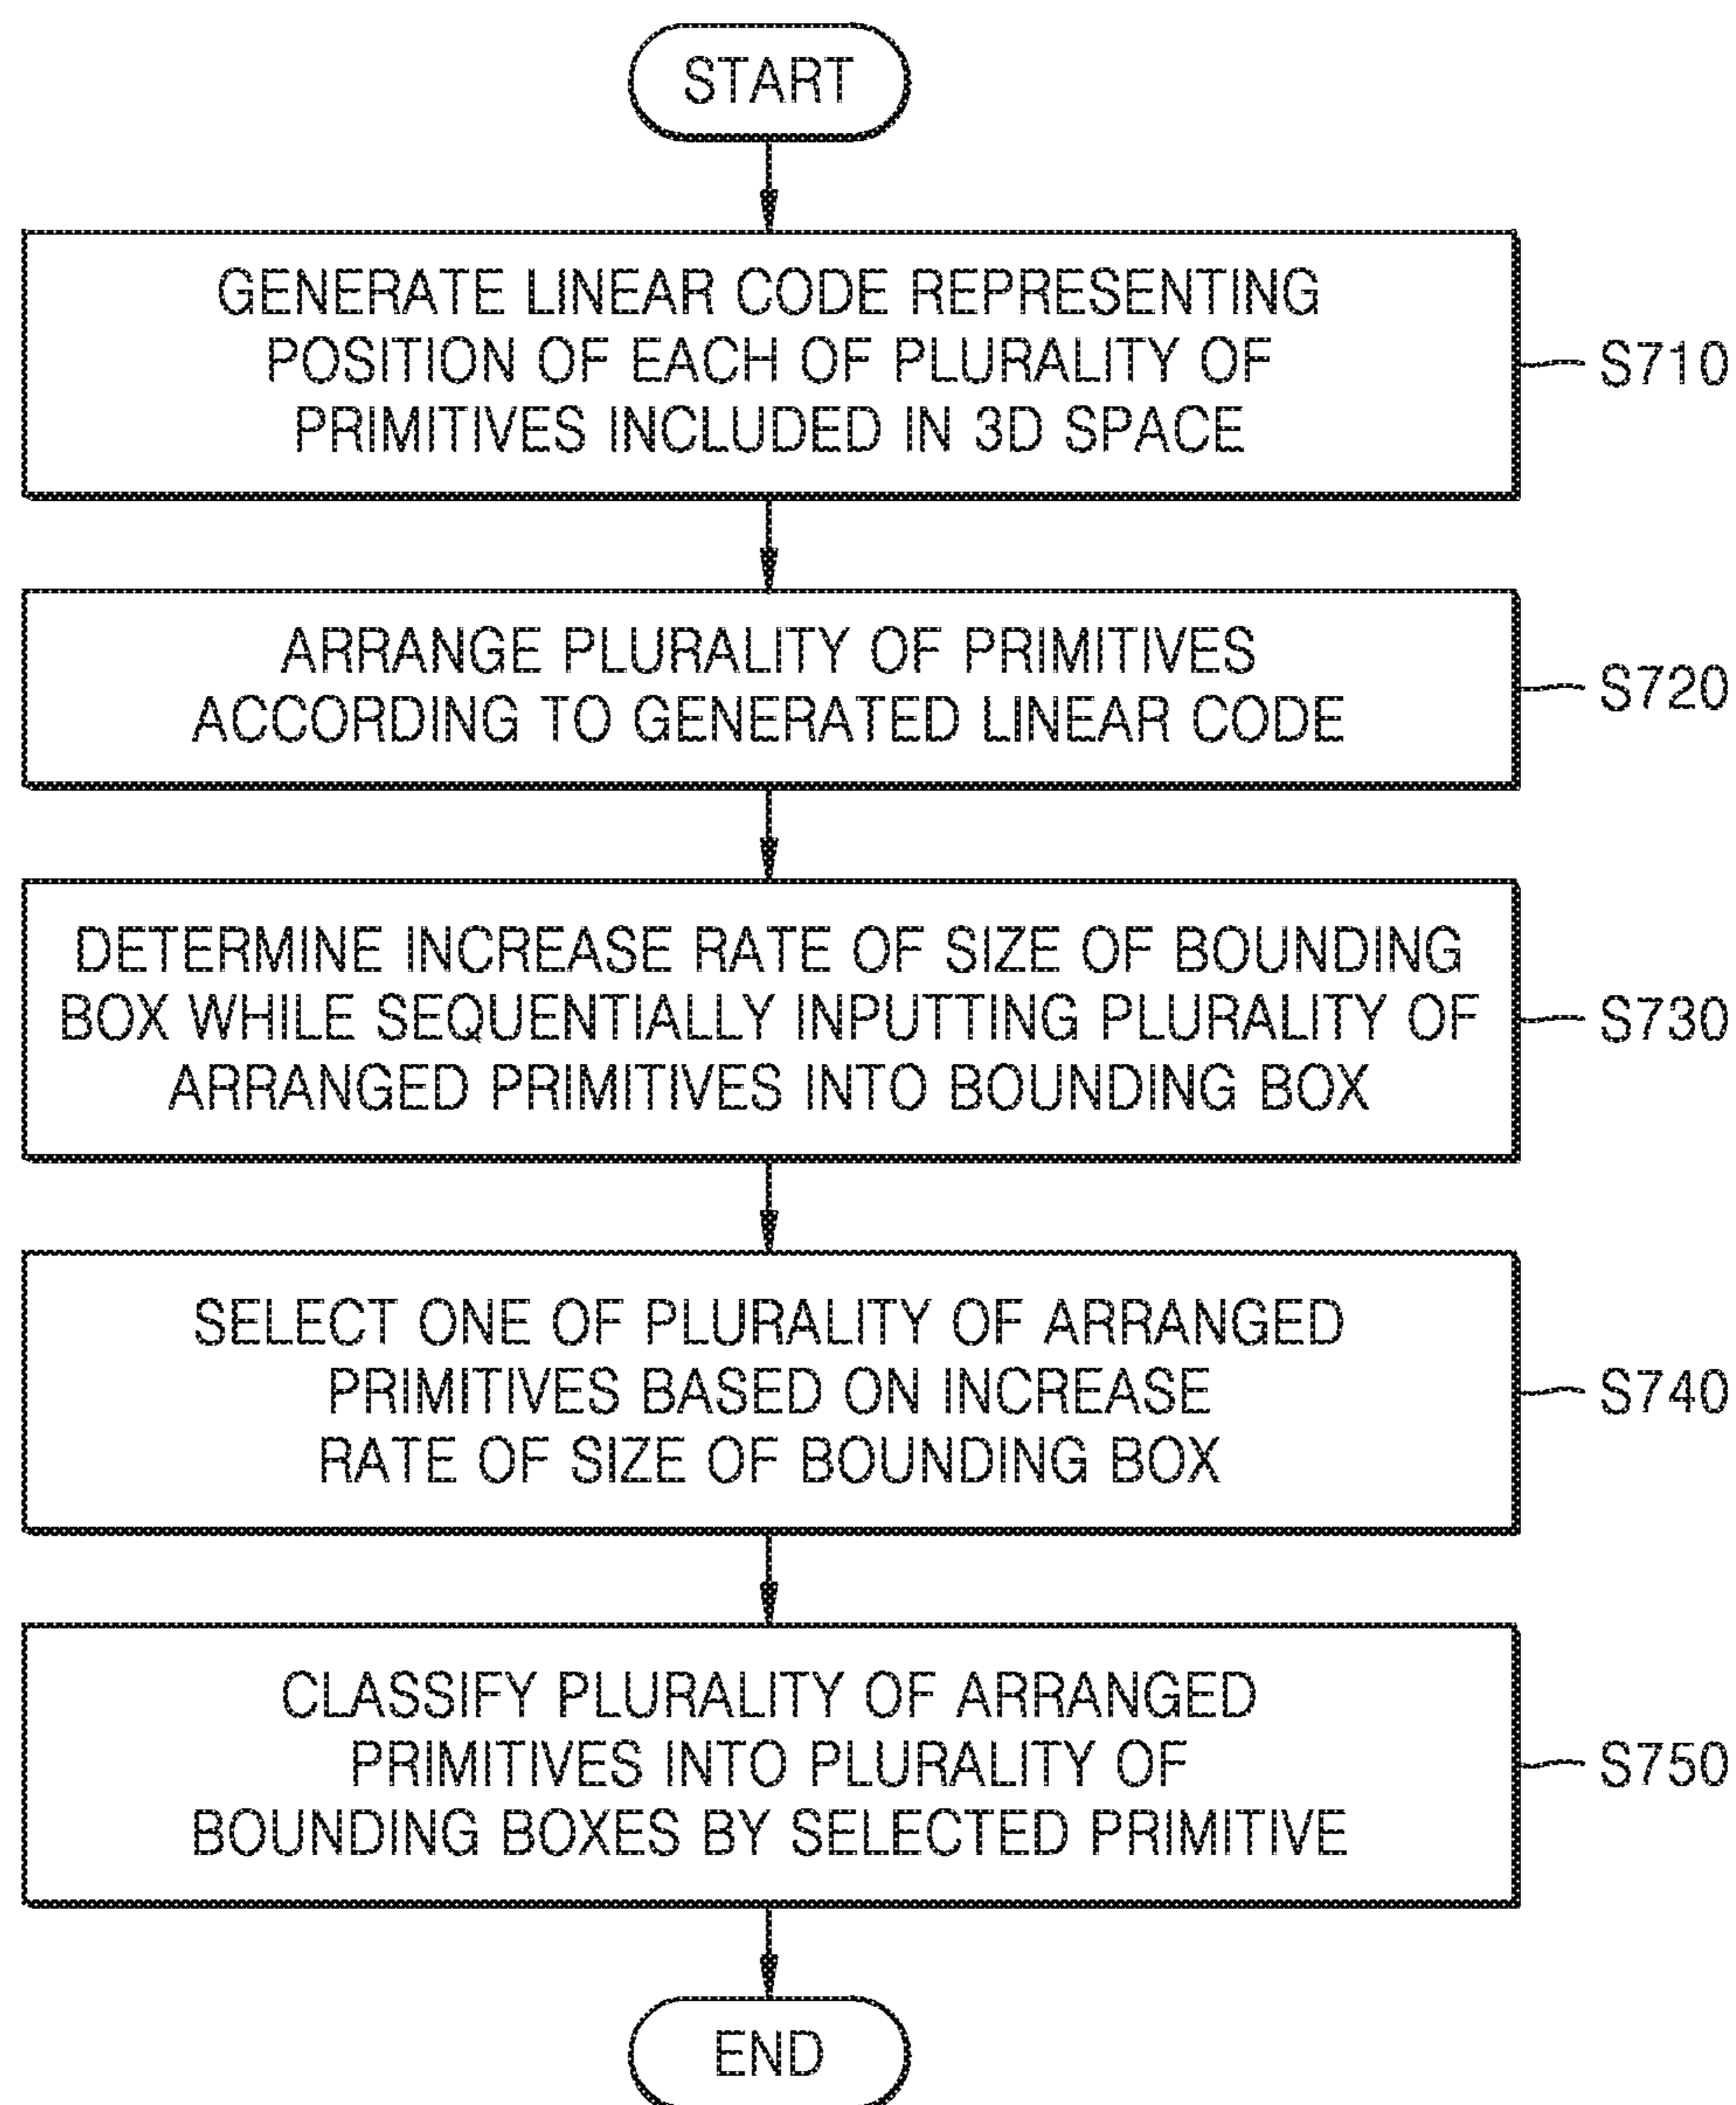 START
GENERATE LINEAR CODE REPRESENTING
POSITION OF EACH OF PLURALITY OF
PRIMITIVES INCLUDED IN 3D SPACE
S710
ARRANGE PLURALITY OF PRIMITIVES
ACCORDING TO GENERATED LINEAR CODE
S720
DETERMINE INCREASE RATE OF SIZE OF BOUNDING
BOX WHILE SEQUENTIALLY INPUTTING PLURALITY OF
ARRANGED PRIMITIVES INTO BOUNDING BOX
S730
SELECT ONE OF PLURALITY OF ARRANGED
PRIMITIVES BASED ON INCREASE
RATE OF SIZE OF BOUNDING BOX
S740
CLASSIFY PLURALITY OF ARRANGED
PRIMITIVES INTO PLURALITY OF
BOUNDING BOXES BY SELECTED PRIMITIVE
S750
END